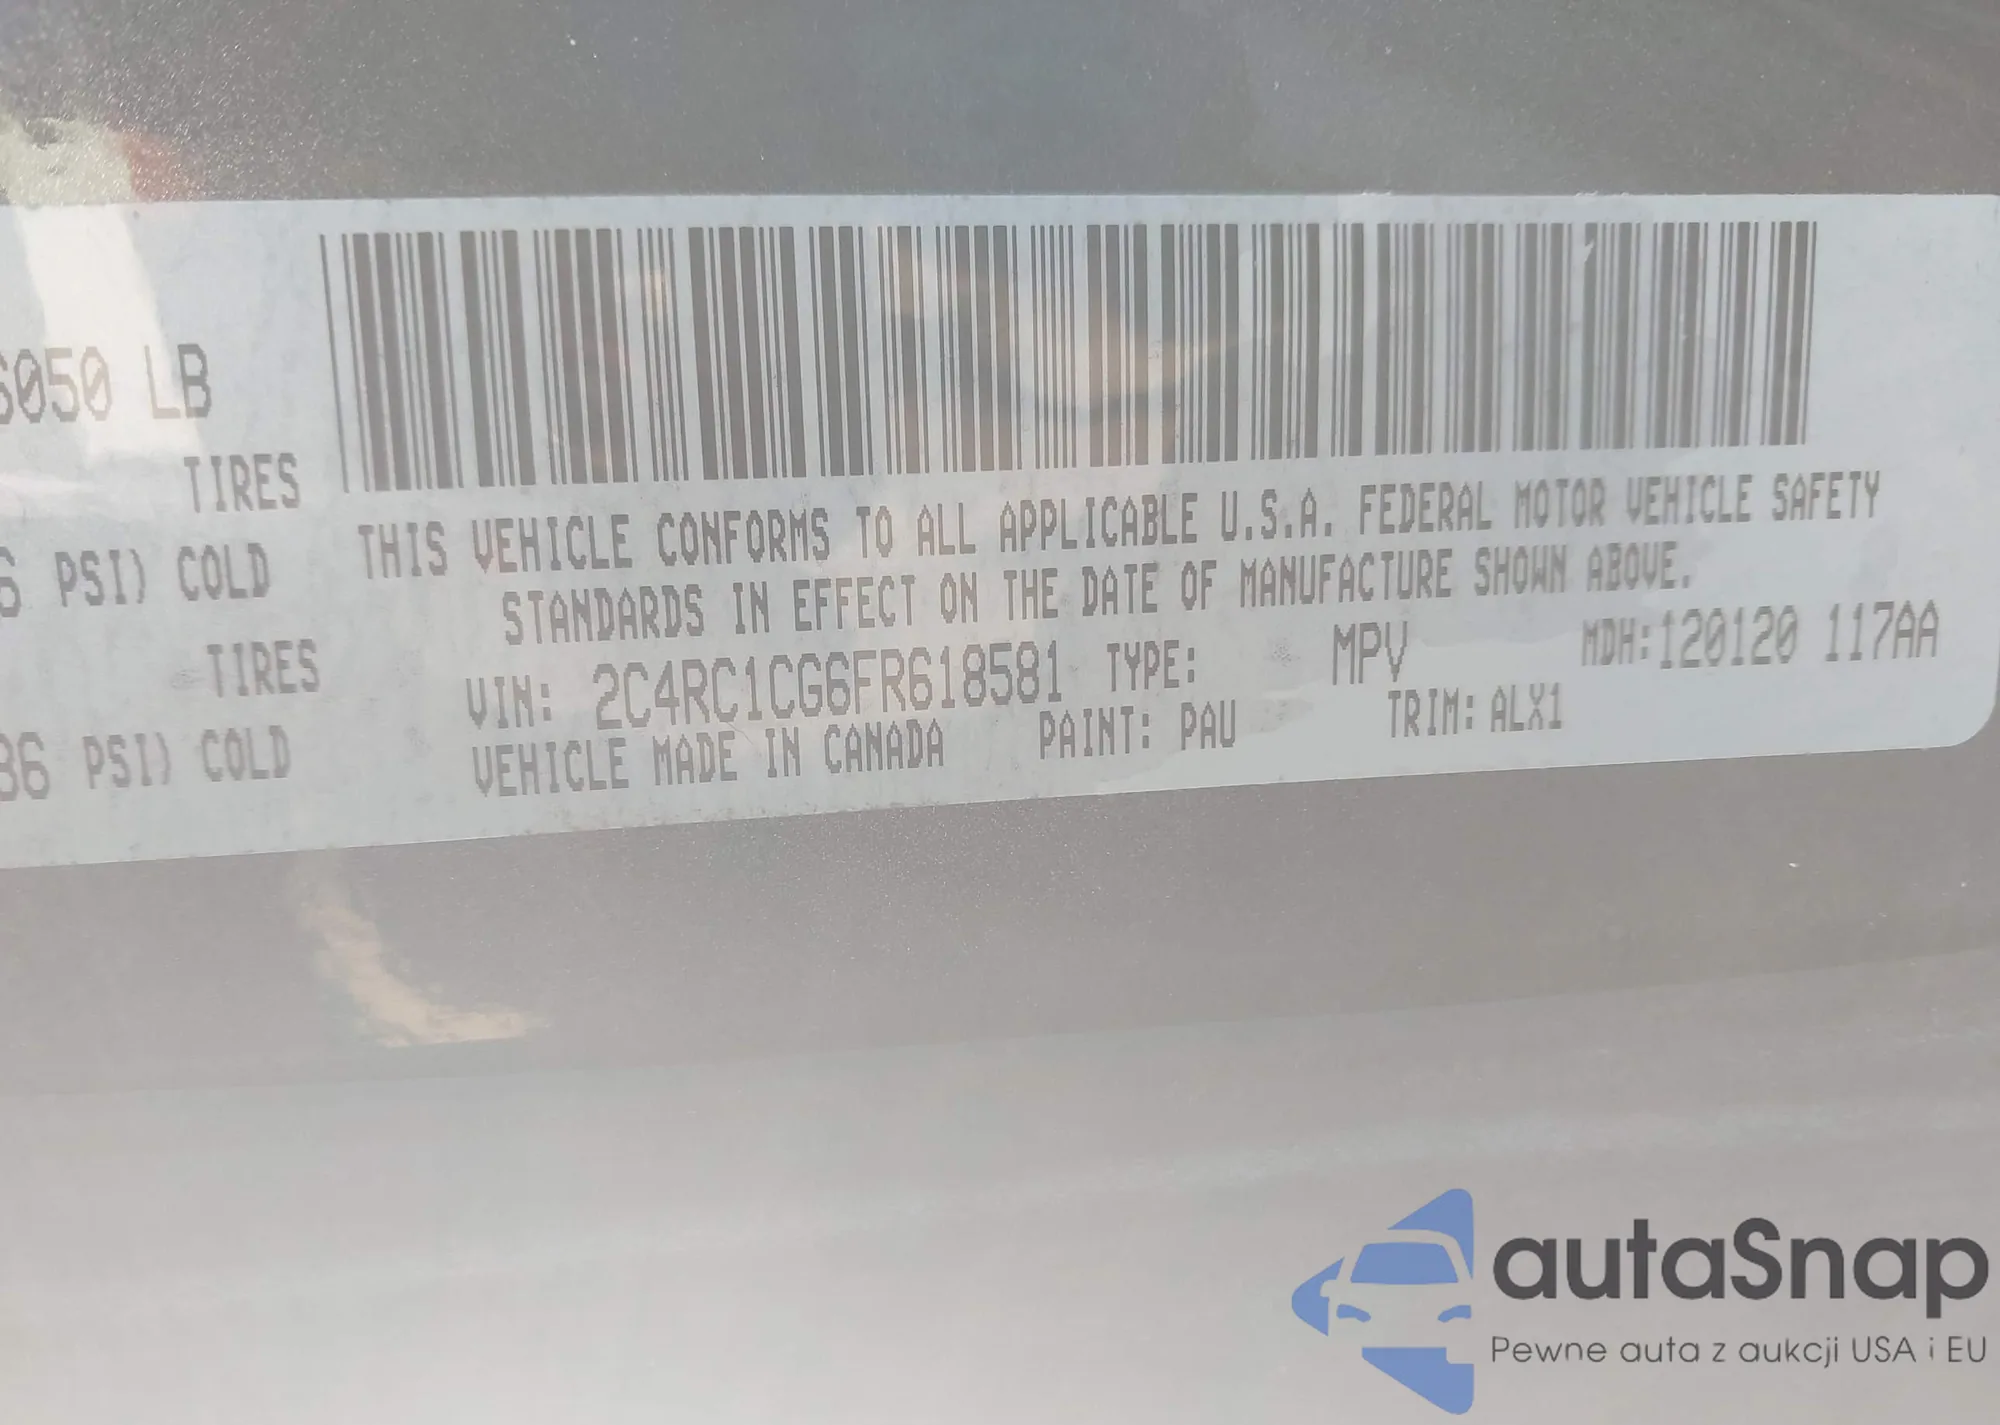 6050 LB
TIRES
6 PSI) COLD
TIRES
36 PSI) COLD
THIS VEHICLE CONFORMS TO ALL APPLICABLE U.S.A. FEDERAL MOTOR VEHICLE SAFETY
STANDARDS IN EFFECT ON THE DATE OF MANUFACTURE SHOWN ABOVE.
VIN: 2C4RC1CG6FR618581 TYPE: MPV MDH:120120 117AA
VEHICLE MADE IN CANADA PAINT: PAU TRIM: ALX1
autaSnap
Pewne auta z aukcji USA i EU